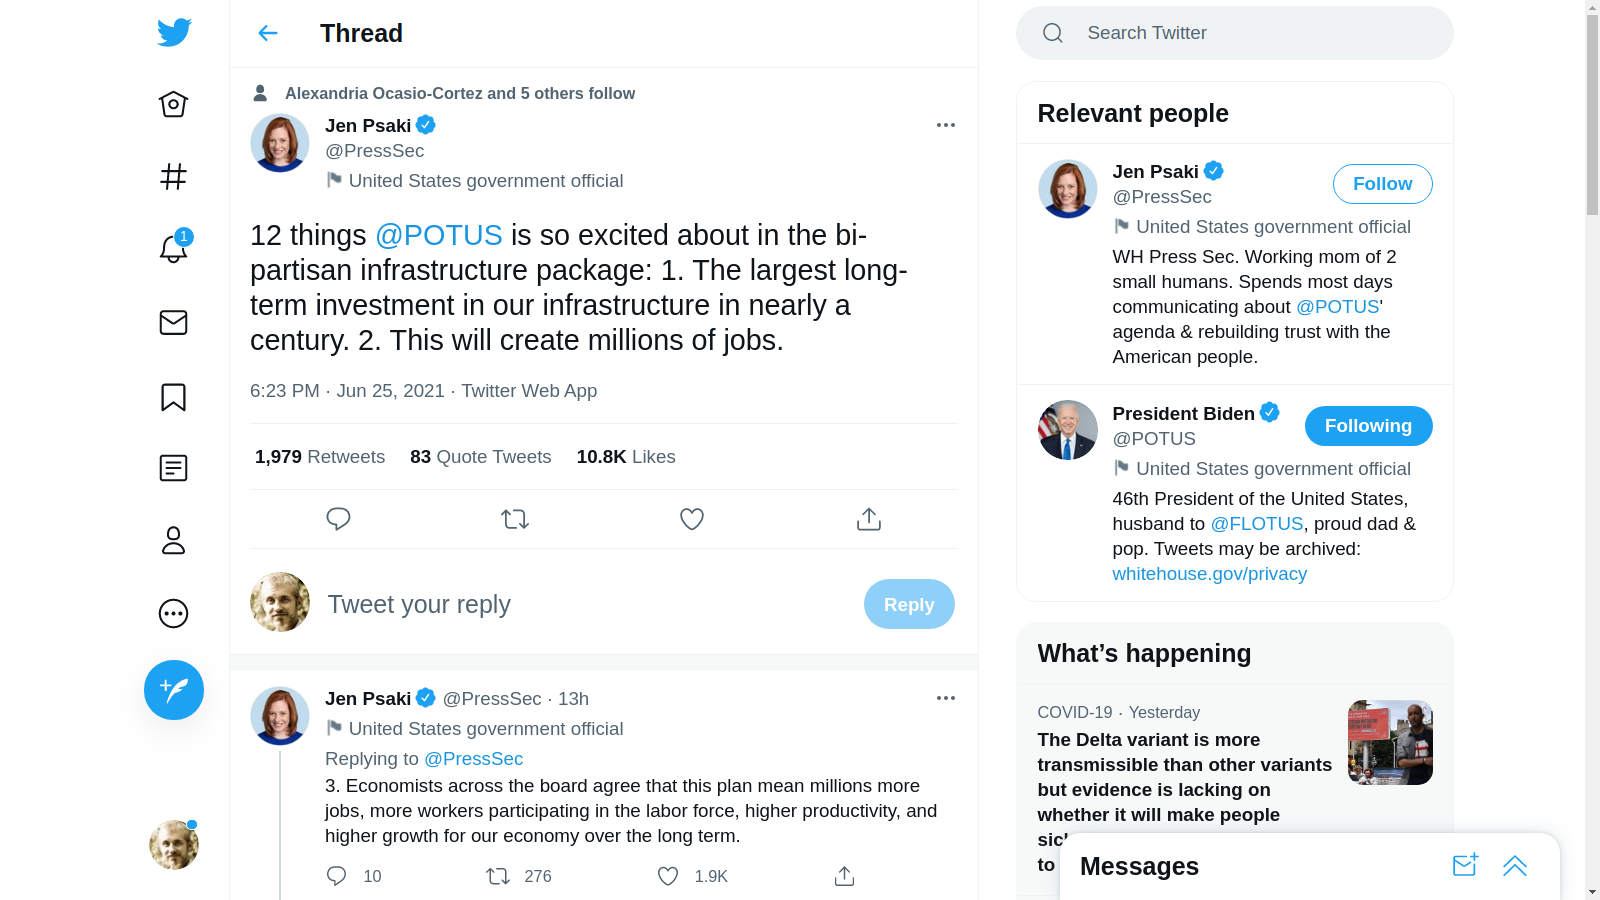 Thread
Search Twitter
Alexandria Ocasio-Cortez and 5 others follow
Jen Psaki
@PressSec
United States government official
12 things @POTUS is so excited about in the bi-
partisan infrastructure package: 1. The largest long-
term investment in our infrastructure in nearly a
century. 2. This will create millions of jobs.
6:23 PM · Jun 25, 2021 · Twitter Web App
1,979 Retweets 83 Quote Tweets 10.8K Likes
Tweet your reply
Reply
Jen Psaki @PressSec · 13h
United States government official
Replying to @PressSec
3. Economists across the board agree that this plan mean millions more
jobs, more workers participating in the labor force, higher productivity, and
higher growth for our economy over the long term.
10 276 1.9K
1
Relevant people
Jen Psaki
@PressSec
Follow
United States government official
WH Press Sec. Working mom of 2
small humans. Spends most days
communicating about @POTUS'
agenda & rebuilding trust with the
American people.
President Biden
@POTUS
Following
United States government official
46th President of the United States,
husband to @FLOTUS, proud dad &
pop. Tweets may be archived:
whitehouse.gov/privacy
What’s happening
COVID-19 · Yesterday
The Delta variant is more
transmissible than other variants
but evidence is lacking on
whether it will make people
to
Messages